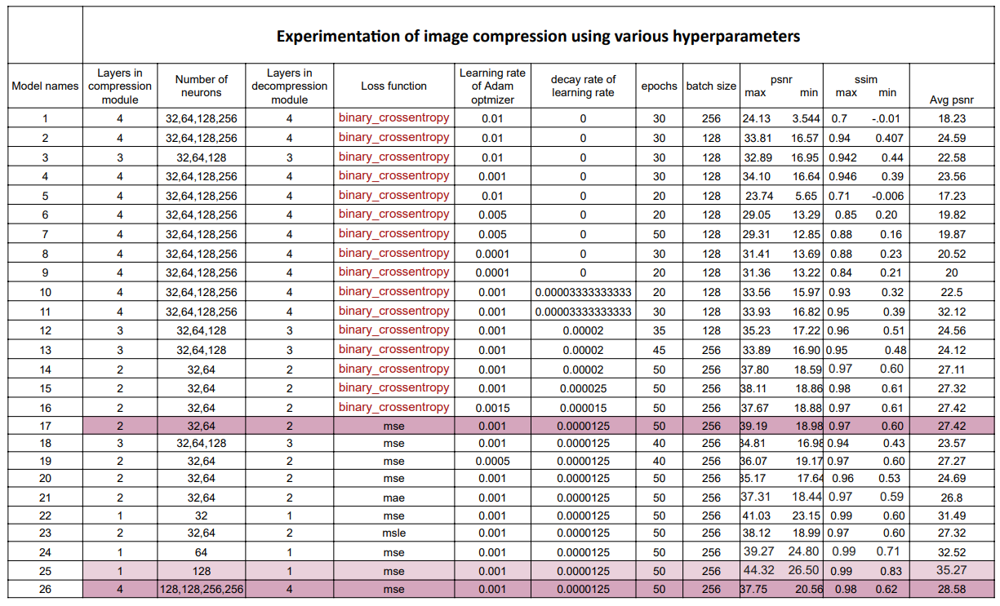 Experimentation of image compression using various hyperparameters
Model names Layers in compression module Number of neurons Layers in decompression module Loss function Learning rate of Adam optmizer decay rate of learning rate epochs batch size psnr max min ssim max min Avg psnr
1 4 32,64,128,256 4 binary_crossentropy 0.01 0 30 256 24.13 3.544 0.7 -.0.01 18.23
2 4 32,64,128,256 4 binary_crossentropy 0.01 0 30 128 33.81 16.57 0.94 0.407 24.59
3 3 32,64,128 3 binary_crossentropy 0.01 0 30 128 32.89 16.95 0.942 0.44 22.58
4 4 32,64,128,256 4 binary_crossentropy 0.001 0 30 128 34.10 16.64 0.946 0.39 23.56
5 4 32,64,128,256 4 binary_crossentropy 0.01 0 20 128 23.74 5.65 0.71 -0.006 17.23
6 4 32,64,128,256 4 binary_crossentropy 0.005 0 20 128 29.05 13.29 0.85 0.20 19.82
7 4 32,64,128,256 4 binary_crossentropy 0.005 0 50 128 29.31 12.85 0.88 0.16 19.87
8 4 32,64,128,256 4 binary_crossentropy 0.0001 0 30 128 31.41 13.69 0.88 0.23 20.52
9 4 32,64,128,256 4 binary_crossentropy 0.0001 0 20 128 31.36 13.22 0.84 0.21 20
10 4 32,64,128,256 4 binary_crossentropy 0.001 0.00003333333333 20 128 33.56 15.97 0.93 0.32 22.5
11 4 32,64,128,256 4 binary_crossentropy 0.001 0.00003333333333 30 128 33.93 16.82 0.95 0.39 32.12
12 3 32,64,128 3 binary_crossentropy 0.001 0.00002 35 128 35.23 17.22 0.96 0.51 24.56
13 3 32,64,128 3 binary_crossentropy 0.001 0.00002 45 256 33.89 16.90 0.95 0.48 24.12
14 2 32,64 2 binary_crossentropy 0.001 0.00002 50 256 37.80 18.59 0.97 0.60 27.11
15 2 32,64 2 binary_crossentropy 0.001 0.000025 50 256 38.11 18.86 0.98 0.61 27.32
16 2 32,64 2 binary_crossentropy 0.0015 0.000015 50 256 37.67 18.88 0.97 0.61 27.42
17 2 32,64 2 mse 0.001 0.0000125 50 256 39.19 18.98 0.97 0.60 27.42
18 3 32,64,128 3 mse 0.001 0.0000125 40 256 34.81 16.98 0.94 0.43 23.57
19 2 32,64 2 mse 0.0005 0.0000125 40 256 36.07 19.17 0.97 0.60 27.27
20 2 32,64 2 mse 0.001 0.0000125 50 256 35.17 17.64 0.96 0.53 24.69
21 2 32,64 2 mae 0.001 0.0000125 50 256 37.31 18.44 0.97 0.59 26.8
22 1 32 1 mse 0.001 0.0000125 50 256 41.03 23.15 0.99 0.60 31.49
23 2 32,64 2 msle 0.001 0.0000125 50 256 38.12 18.99 0.97 0.60 27.32
24 1 64 1 mse 0.001 0.0000125 50 256 39.27 24.80 0.99 0.71 32.52
25 1 128 1 mse 0.001 0.0000125 50 256 44.32 26.50 0.99 0.83 35.27
26 4 128,128,256,256 4 mse 0.001 0.0000125 50 256 37.75 20.56 0.98 0.62 28.58